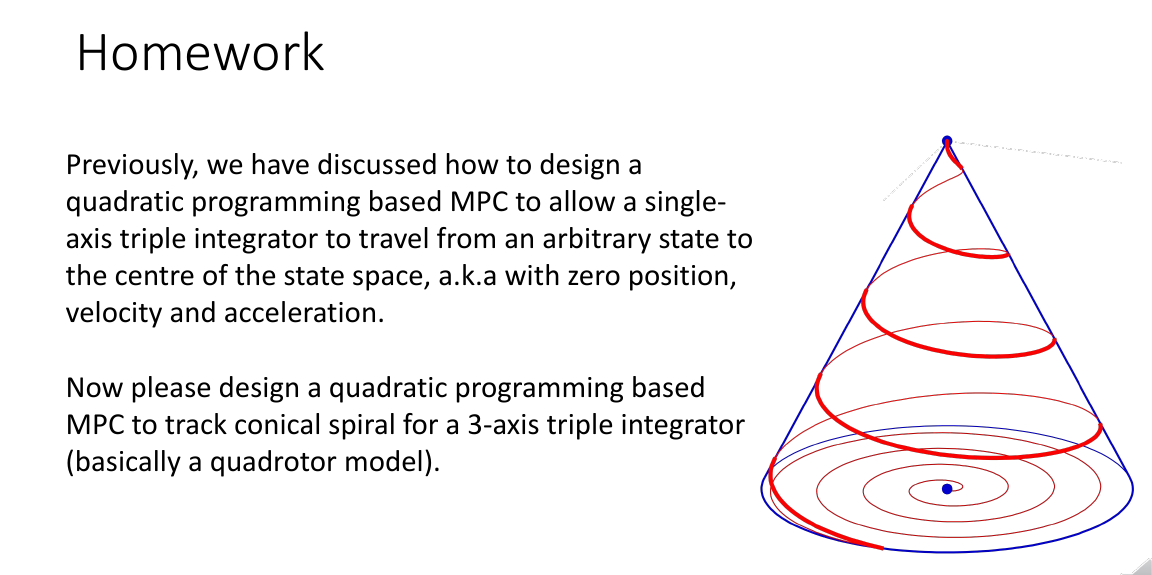 Homework
Previously, we have discussed how to design a
quadratic programming based MPC to allow a single-
axis triple integrator to travel from an arbitrary state to
the centre of the state space, a.k.a with zero position,
velocity and acceleration.
Now please design a quadratic programming based
MPC to track conical spiral for a 3-axis triple integrator
(basically a quadrotor model).